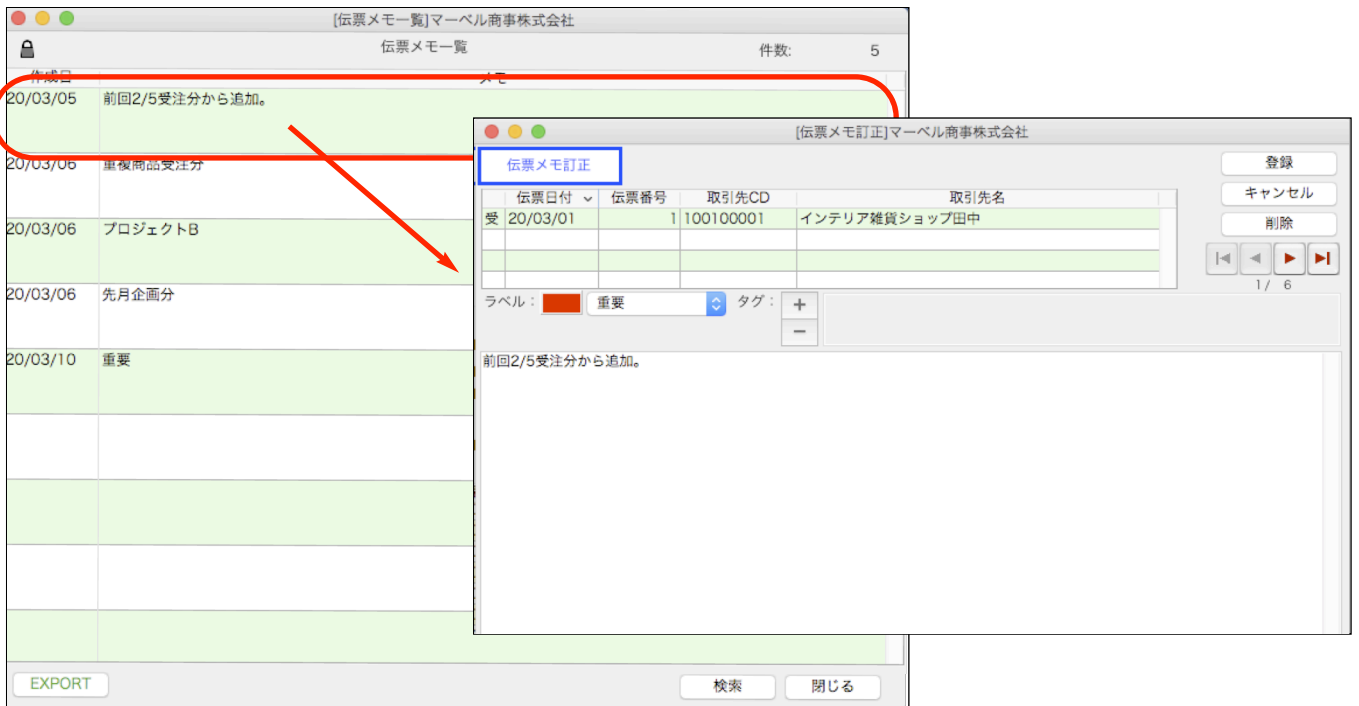 [伝票メモ一覧]マーベル商事株式会社
伝票メモ一覧
件数: 5
作成日 メモ
20/03/05 前回2/5受注分から追加。
20/03/06 重複商品受注分
20/03/06 プロジェクトB
20/03/06 先月企画分
20/03/10 重要
EXPORT
検索 閉じる
[伝票メモ訂正]マーベル商事株式会社
伝票メモ訂正
登録
キャンセル
削除
1/ 6
伝票日付 伝票番号 取引先CD 取引先名
受 20/03/01 1 100100001 インテリア雑貨ショップ田中
ラベル： 重要 タグ： +
−
前回2/5受注分から追加。